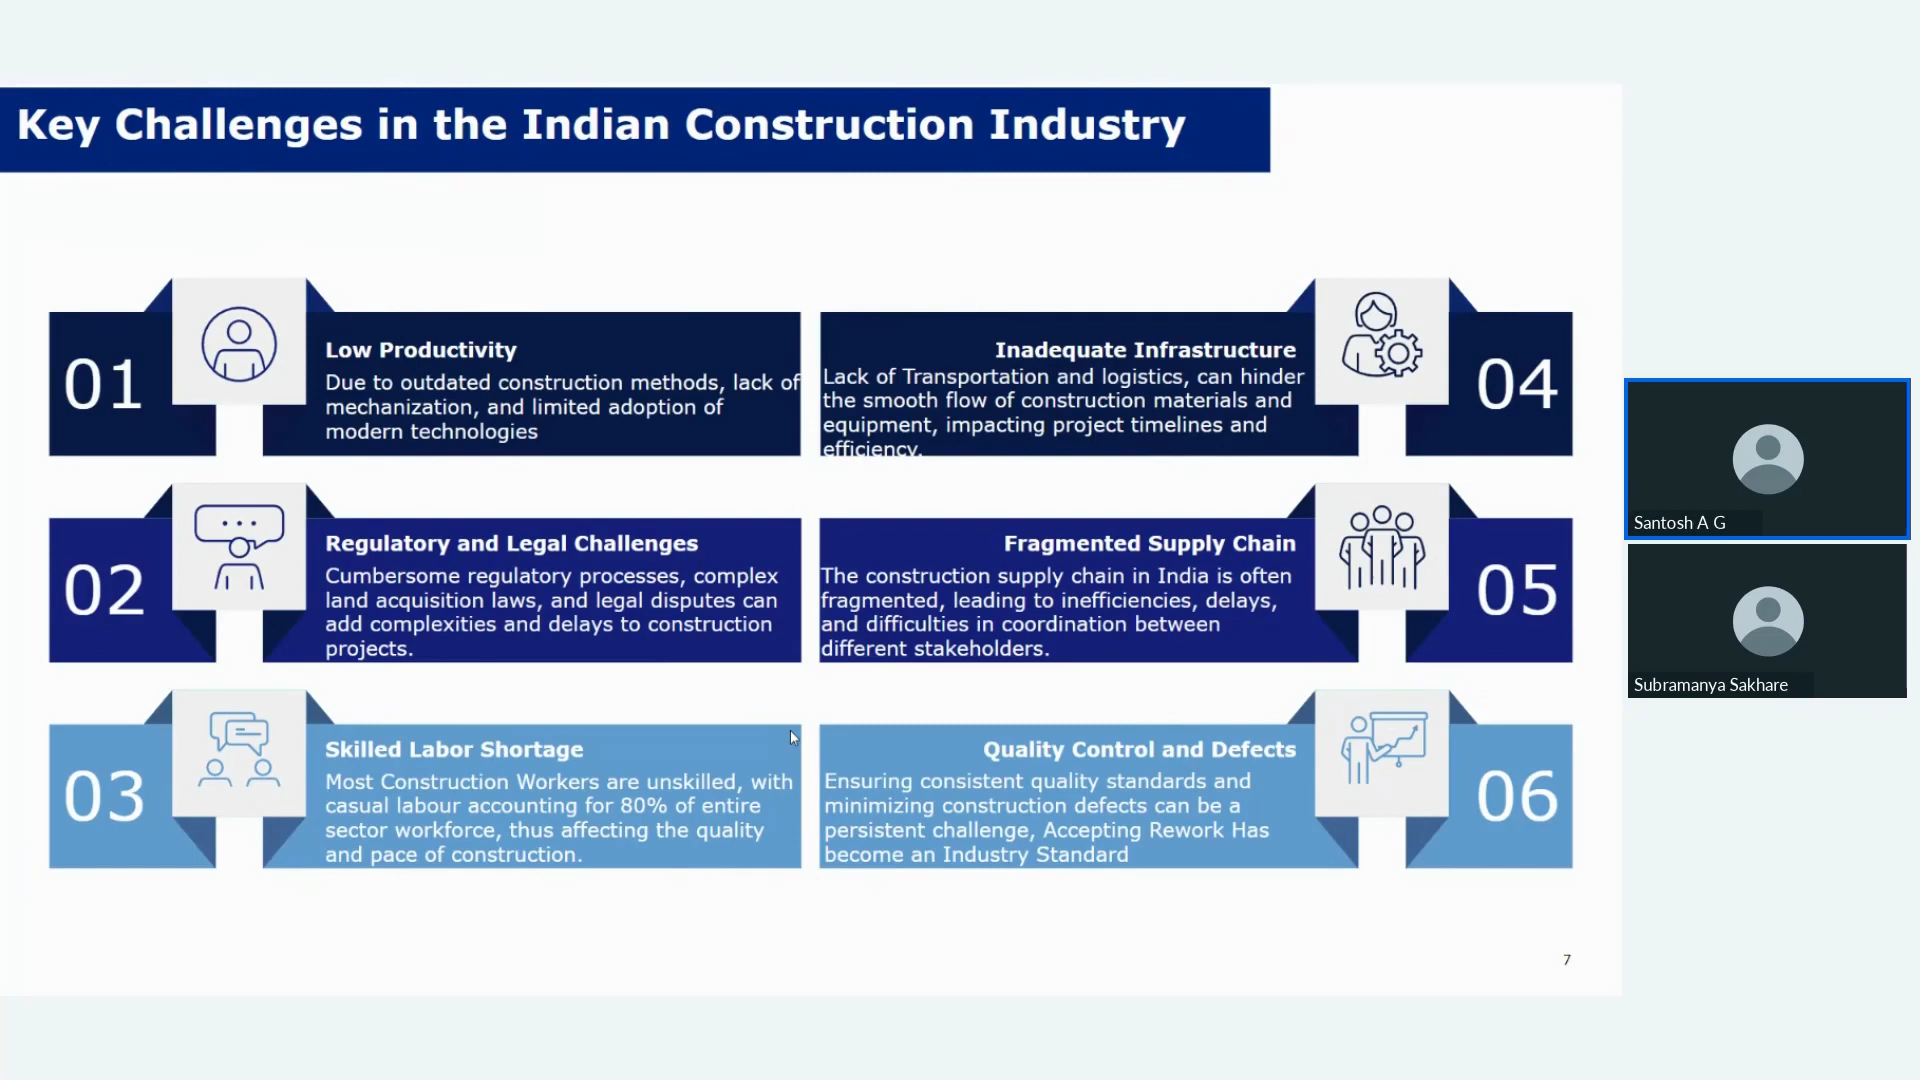 Key Challenges in the Indian Construction Industry
01
Low Productivity
Due to outdated construction methods, lack of
mechanization, and limited adoption of
modern technologies
02
Regulatory and Legal Challenges
Cumbersome regulatory processes, complex
land acquisition laws, and legal disputes can
add complexities and delays to construction
projects.
03
Skilled Labor Shortage
Most Construction Workers are unskilled, with
casual labour accounting for 80% of entire
sector workforce, thus affecting the quality
and pace of construction.
Inadequate Infrastructure
Lack of Transportation and logistics, can hinder
the smooth flow of construction materials and
equipment, impacting project timelines and
efficiency.
04
Fragmented Supply Chain
The construction supply chain in India is often
fragmented, leading to inefficiencies, delays,
and difficulties in coordination between
different stakeholders.
05
Quality Control and Defects
Ensuring consistent quality standards and
minimizing construction defects can be a
persistent challenge, Accepting Rework Has
become an Industry Standard
06
7
Santosh A G
Subramanya Sakhare